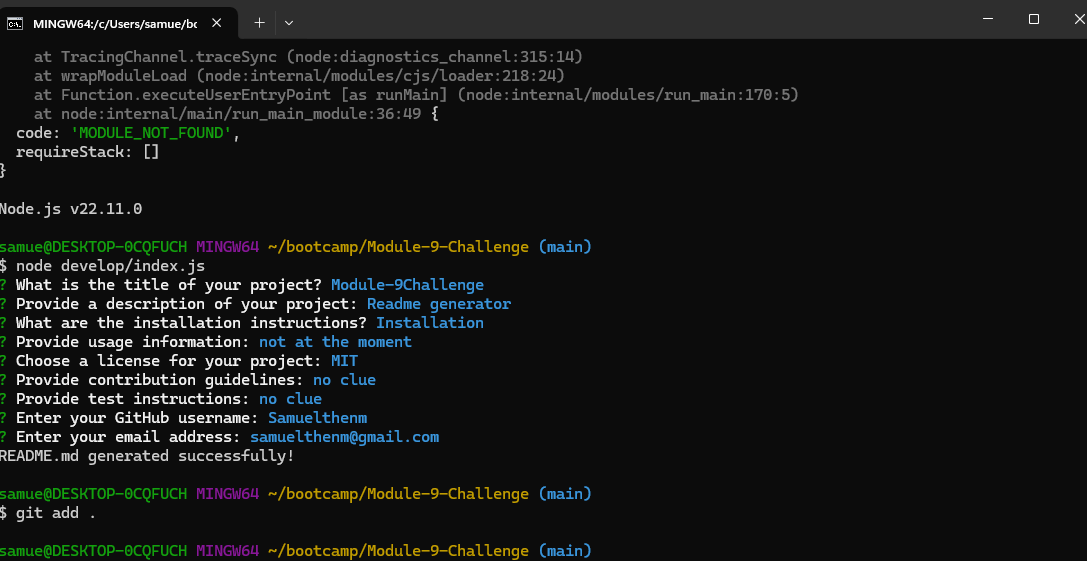 MINGW64:/c/Users/samue/bc
    at TracingChannel.traceSync (node:diagnostics_channel:315:14)
    at wrapModuleLoad (node:internal/modules/cjs/loader:218:24)
    at Function.executeUserEntryPoint [as runMain] (node:internal/modules/run_main:170:5)
    at node:internal/main/run_main_module:36:49 {
  code: 'MODULE_NOT_FOUND',
  requireStack: []
}
Node.js v22.11.0
samue@DESKTOP-0CQFUCH MINGW64 ~/bootcamp/Module-9-Challenge (main)
$ node develop/index.js
? What is the title of your project? Module-9Challenge
? Provide a description of your project: Readme generator
? What are the installation instructions? Installation
? Provide usage information: not at the moment
? Choose a license for your project: MIT
? Provide contribution guidelines: no clue
? Provide test instructions: no clue
? Enter your GitHub username: Samuelthenm
? Enter your email address: samuelthenm@gmail.com
README.md generated successfully!
samue@DESKTOP-0CQFUCH MINGW64 ~/bootcamp/Module-9-Challenge (main)
$ git add .
samue@DESKTOP-0CQFUCH MINGW64 ~/bootcamp/Module-9-Challenge (main)